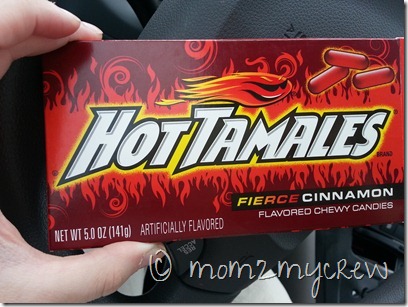 HOT TAMALES
BRAND
FIERCE CINNAMON
FLAVORED CHEWY CANDIES
NET WT 5.0 OZ (141g) ARTIFICIALLY FLAVORED
© mom2mycrew